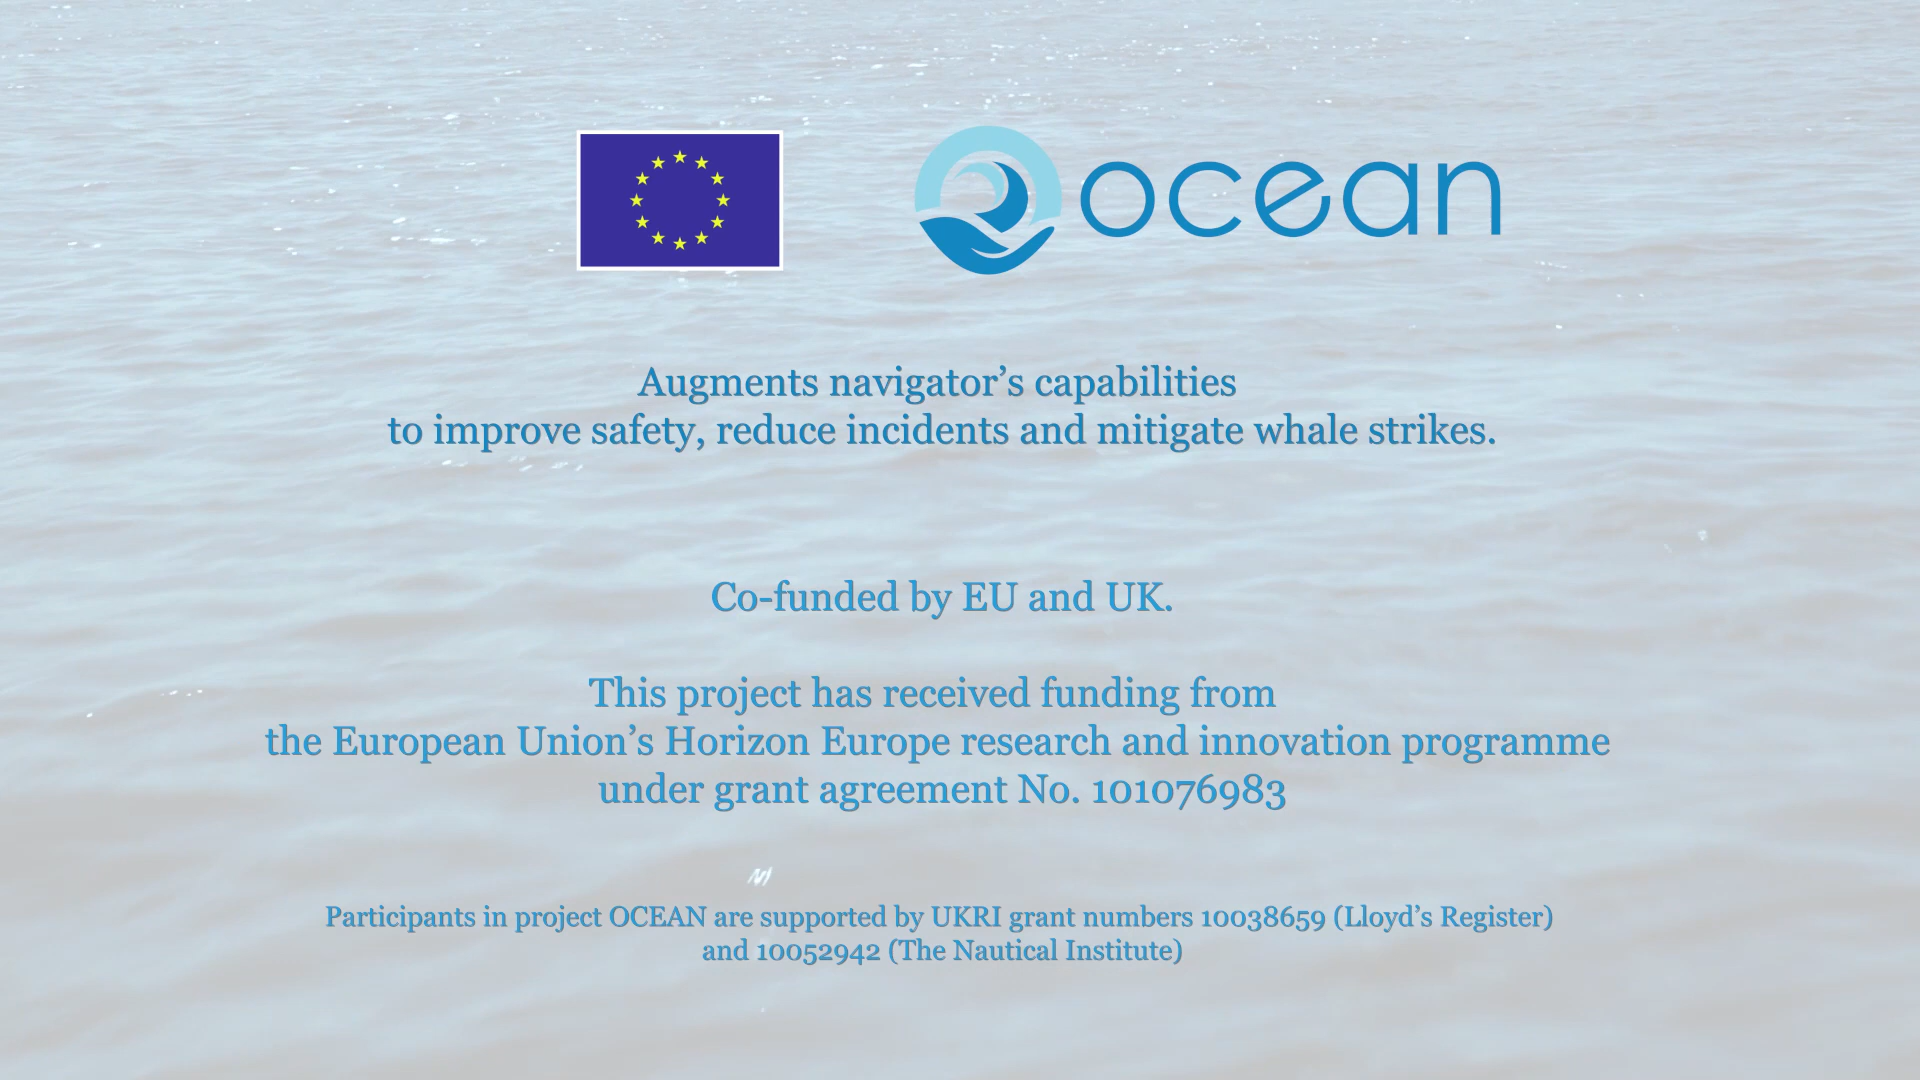 ocean
Augments navigator’s capabilities
to improve safety, reduce incidents and mitigate whale strikes.
Co-funded by EU and UK.
This project has received funding from
the European Union’s Horizon Europe research and innovation programme
under grant agreement No. 101076983
Participants in project OCEAN are supported by UKRI grant numbers 10038659 (Lloyd’s Register)
and 10052942 (The Nautical Institute)